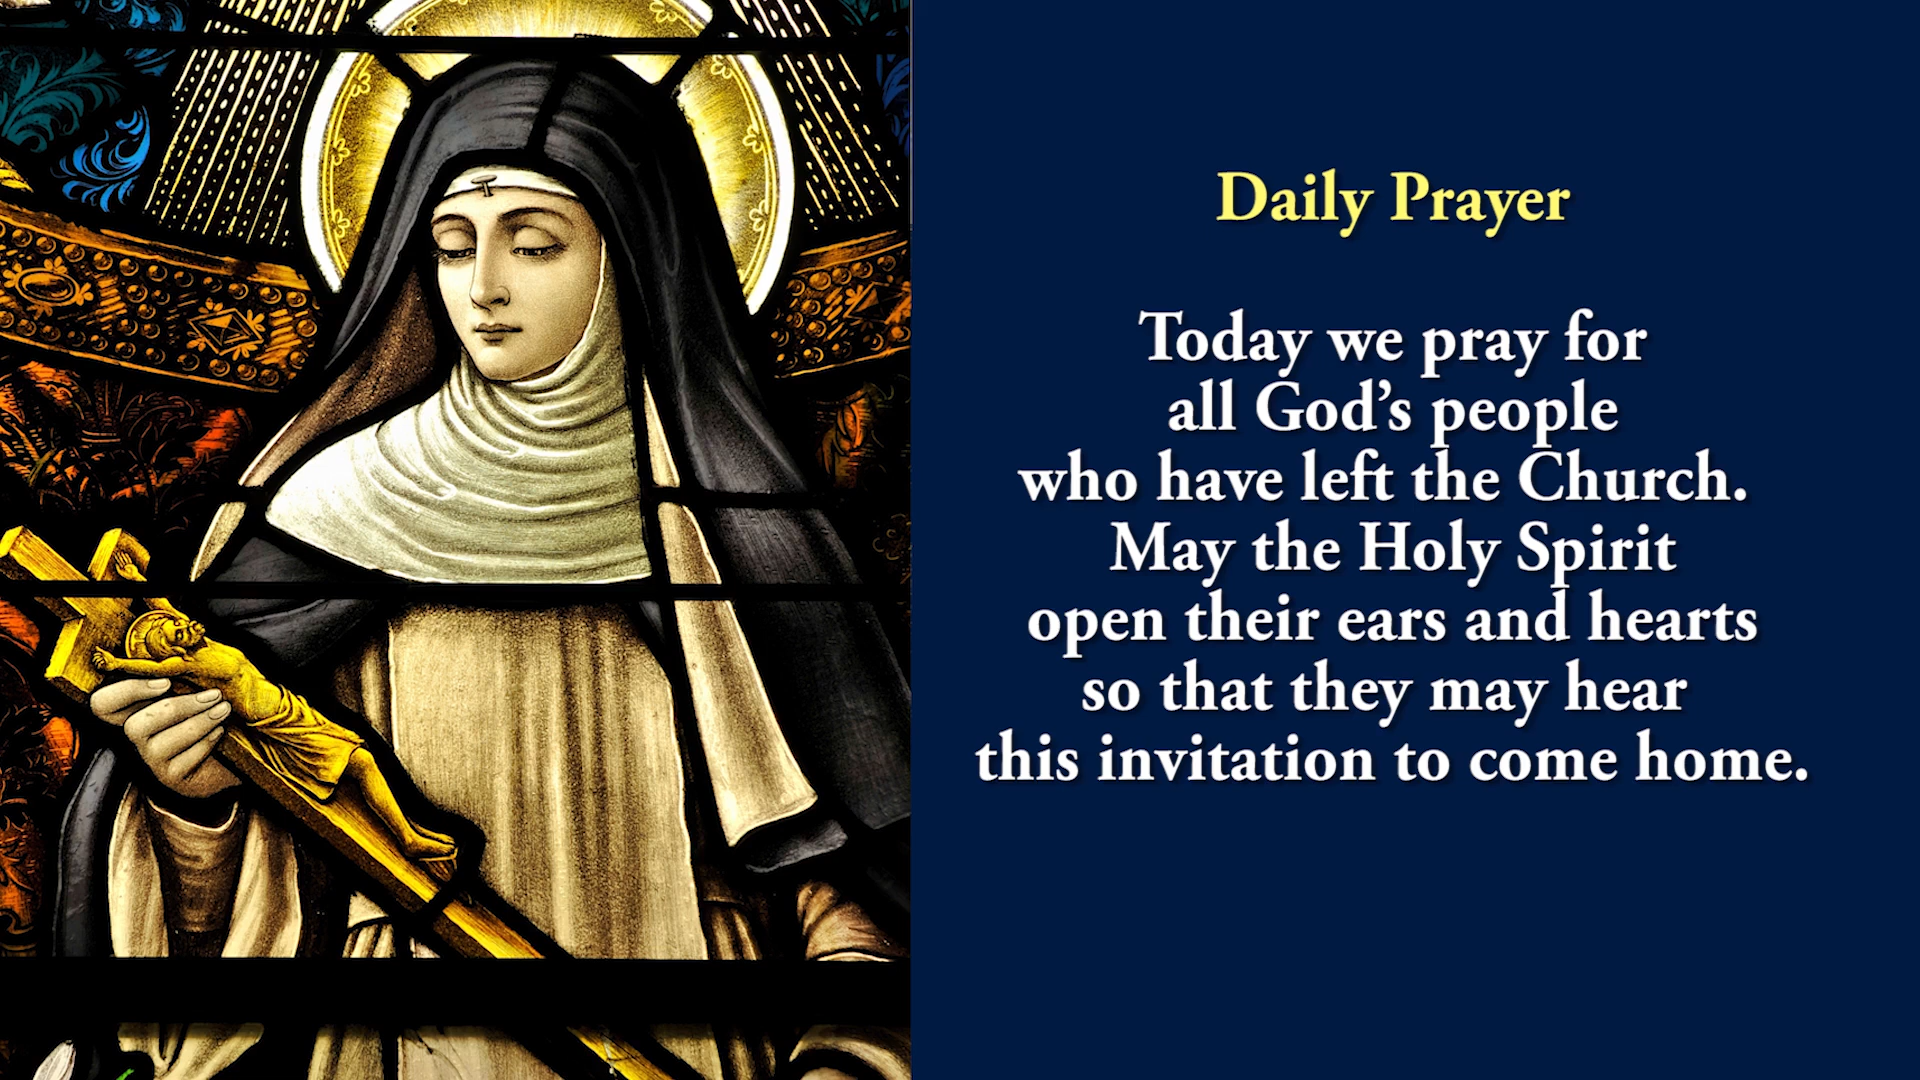 Daily Prayer
Today we pray for
all God’s people
who have left the Church.
May the Holy Spirit
open their ears and hearts
so that they may hear
this invitation to come home.